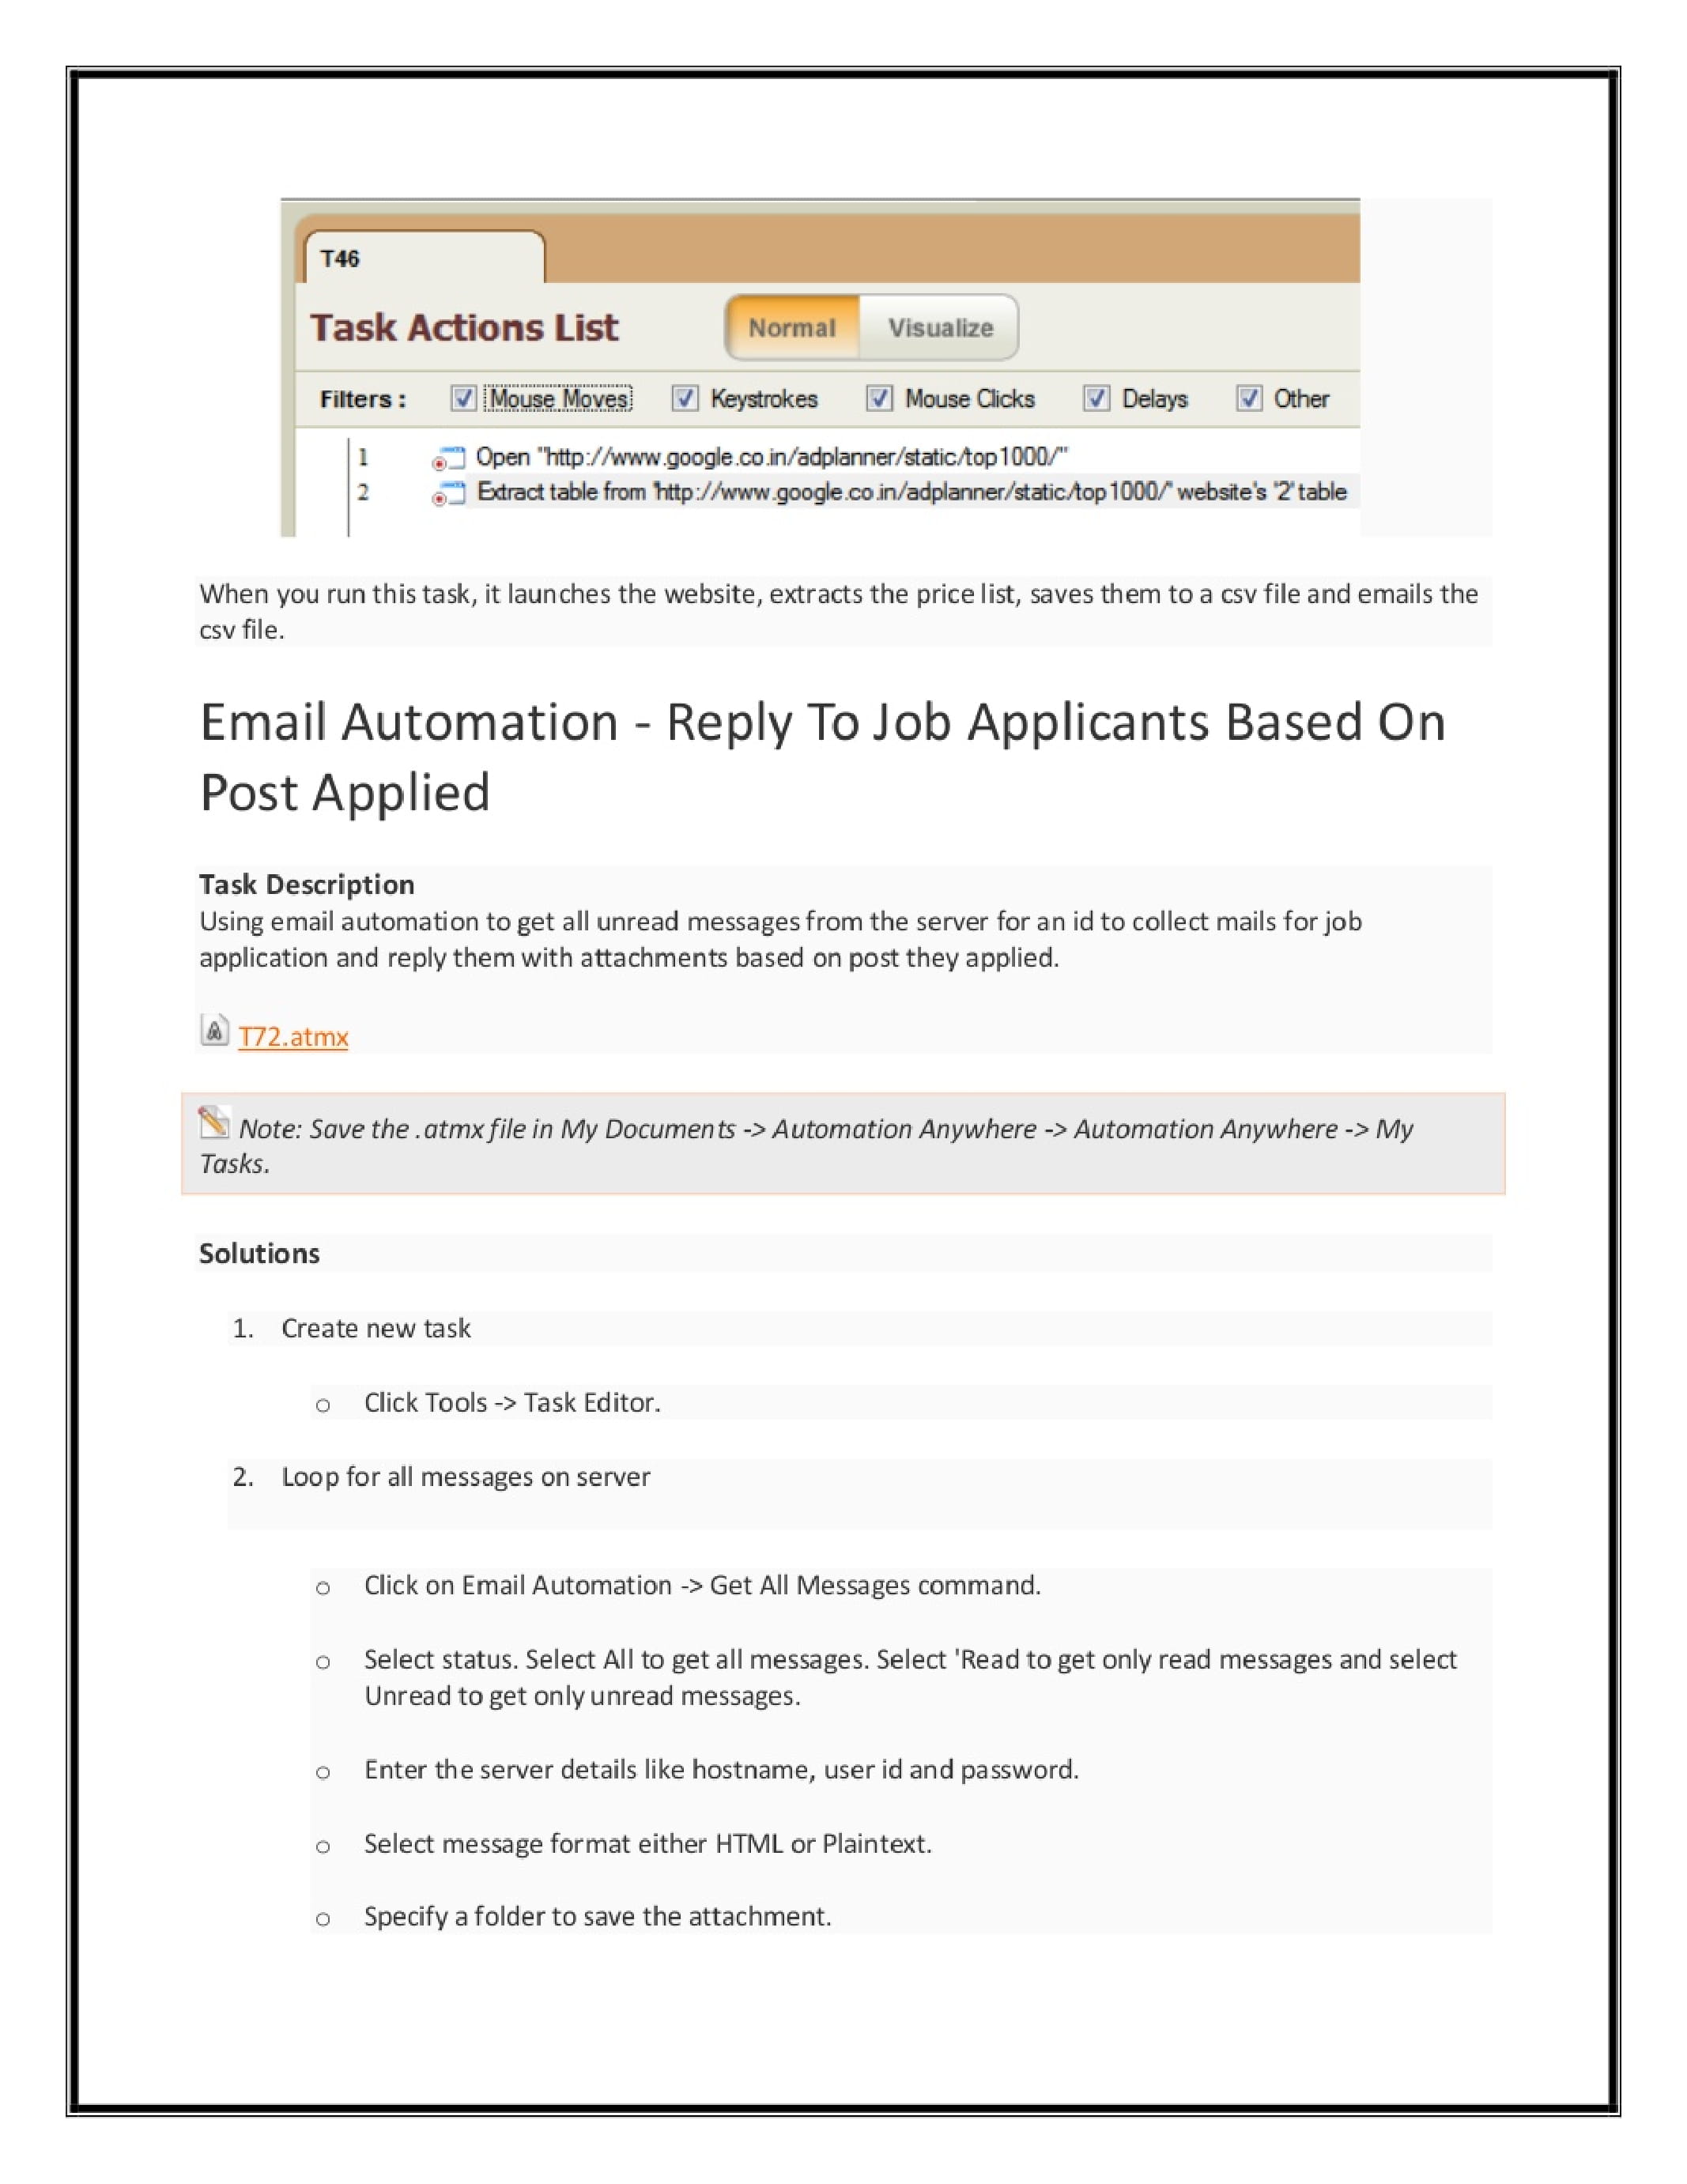 T46
Task Actions List Normal Visualize
Filters : Mouse Moves Keystrokes Mouse Clicks Delays Other
1 Open "http://www.google.co.in/adplanner/static/top1000/"
2 Extract table from 'http://www.google.co.in/adplanner/static/top1000/' website's '2' table
When you run this task, it launches the website, extracts the price list, saves them to a csv file and emails the
csv file.
Email Automation - Reply To Job Applicants Based On
Post Applied
Task Description
Using email automation to get all unread messages from the server for an id to collect mails for job
application and reply them with attachments based on post they applied.
T72.atmx
Note: Save the .atmx file in My Documents -> Automation Anywhere -> Automation Anywhere -> My
Tasks.
Solutions
1. Create new task
o Click Tools -> Task Editor.
2. Loop for all messages on server
o Click on Email Automation -> Get All Messages command.
o Select status. Select All to get all messages. Select 'Read to get only read messages and select
Unread to get only unread messages.
o Enter the server details like hostname, user id and password.
o Select message format either HTML or Plaintext.
o Specify a folder to save the attachment.